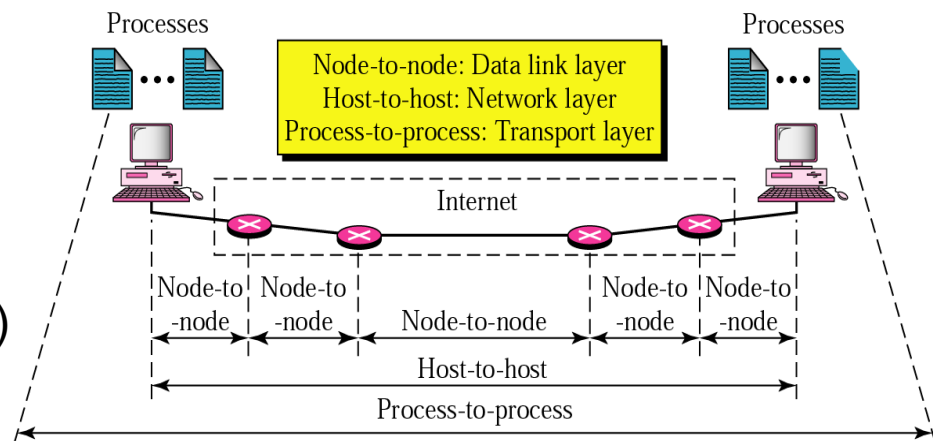 Processes
Processes
Node-to-node: Data link layer
Host-to-host: Network layer
Process-to-process: Transport layer
Internet
Node-to
-node
Node-to
-node
Node-to-node
Node-to
-node
Node-to
-node
)
Host-to-host
Process-to-process